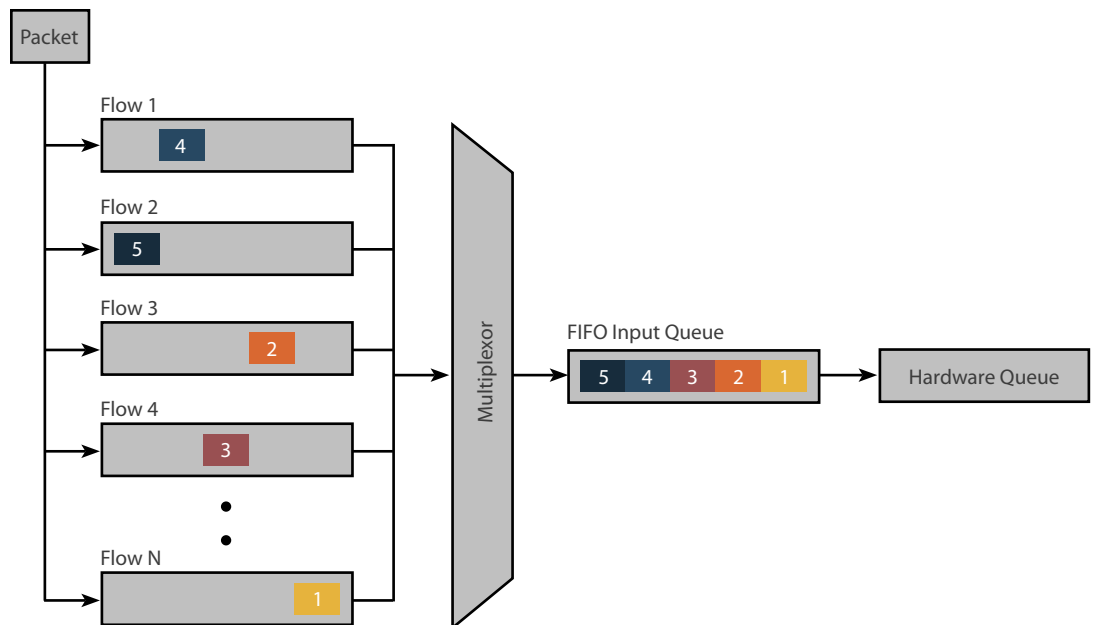 Packet
Flow 1
4
Flow 2
5
Flow 3
2
Flow 4
3
Flow N
1
Multiplexor
FIFO Input Queue
5 4 3 2 1
Hardware Queue